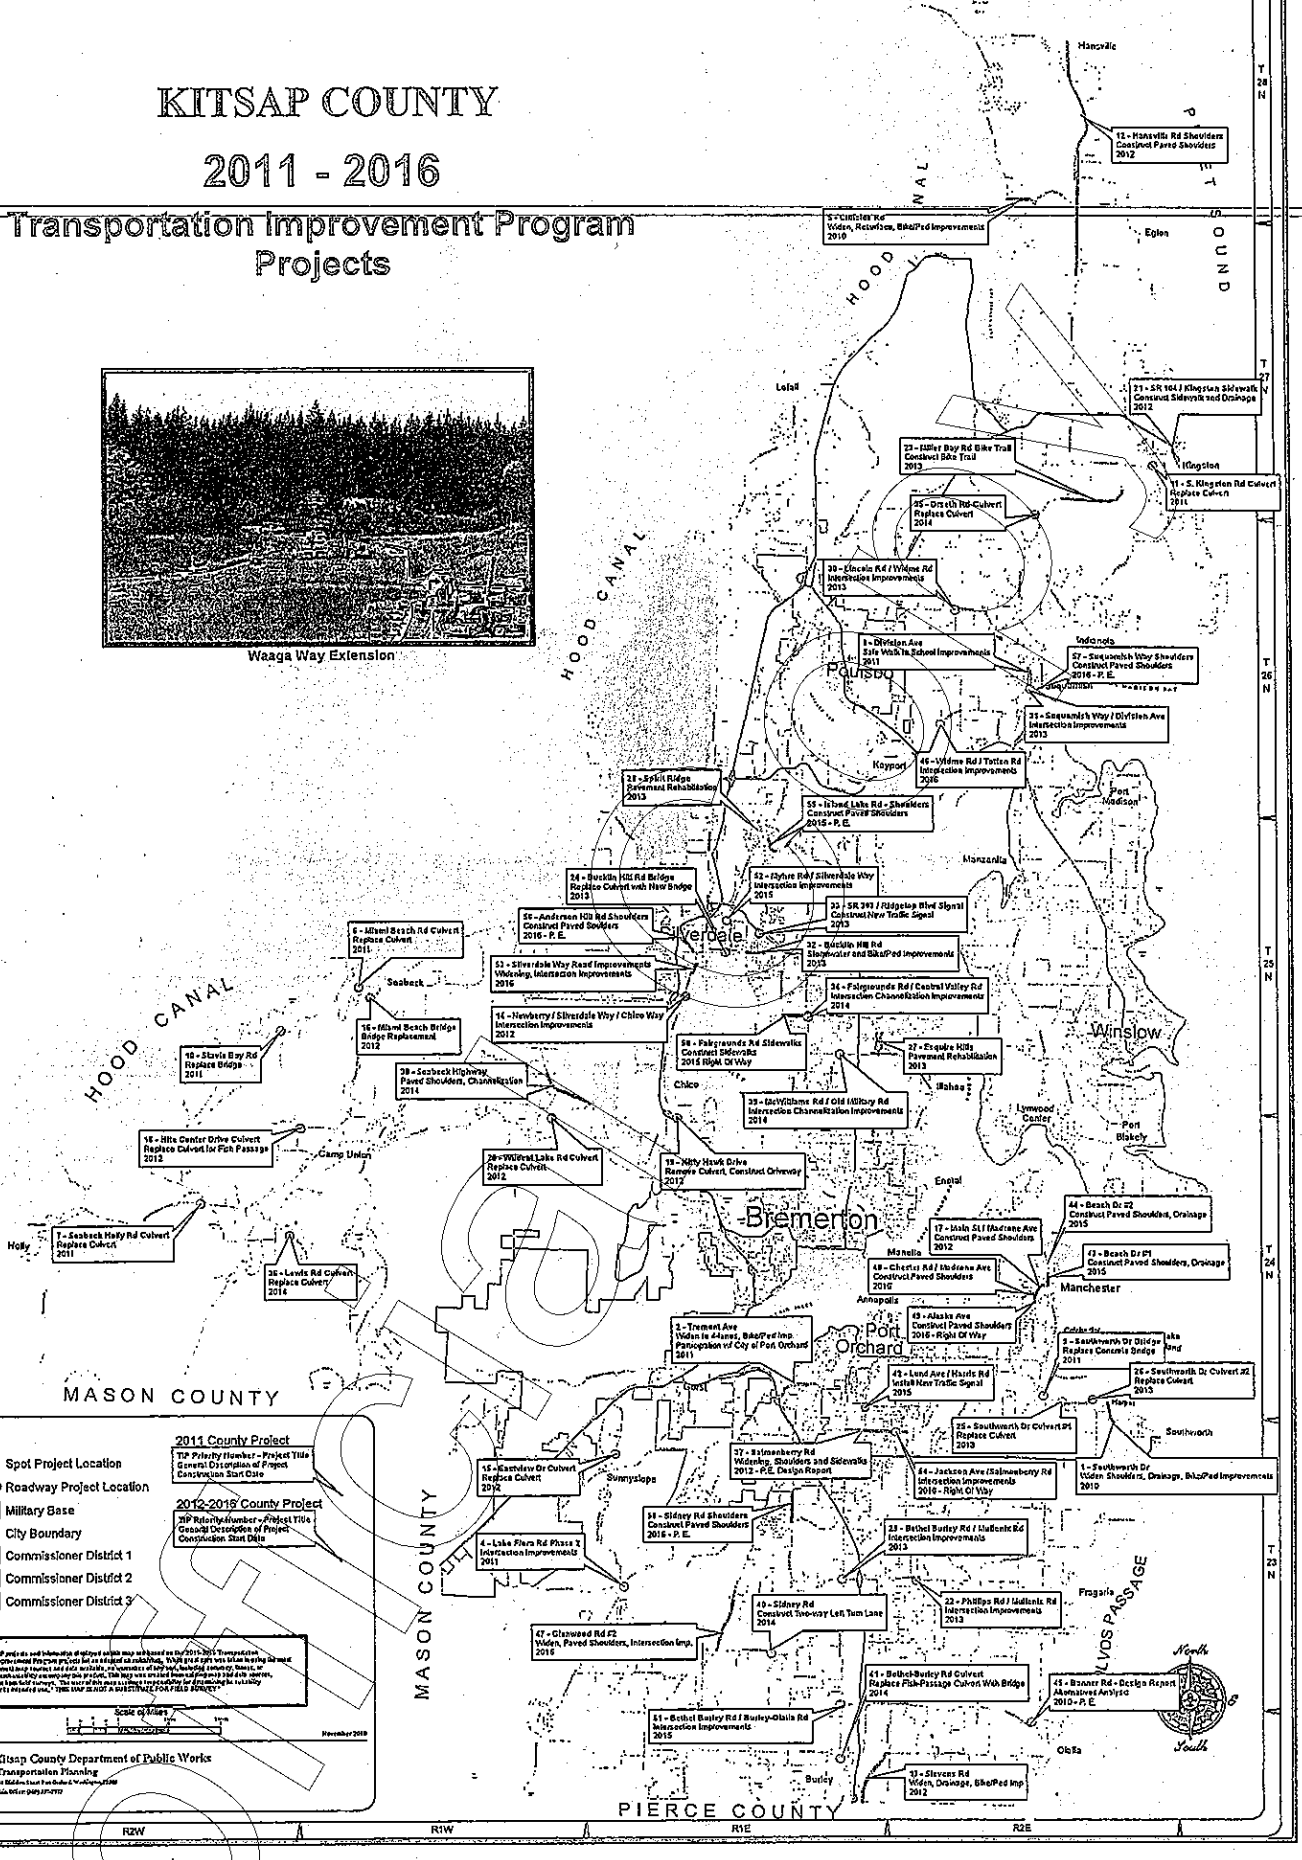 KITSAP COUNTY
2011 - 2016
Transportation Improvement Program
Projects
Waaga Way Extension
Hansville
T
28
N
PUGET SOUND
12 - Hansville Rd Shoulders
Construct Paved Shoulders
2012
HOOD CANAL
Widen, Resurface, Bike/Ped Improvements
2010
Eglon
T
27
N
Lofall
21 - SR 104 / Kingston Sidewalk
Construct Sidewalk and Drainage
2012
23 - Miller Bay Rd Bike Trail
Construct Bike Trail
2013
Kingston
11 - S. Kingston Rd Culvert
Replace Culvert
2011
Replace Culvert
2014
HOOD CANAL
30 - Lincoln Rd / Widme Rd
Intersection Improvements
2013
Division Ave
Safe Walk to School Improvements
2011
Poulsbo
Indianola
57 - Suquamish Way Shoulders
Construct Paved Shoulders
2016 - P. E.
Suquamish
T
26
N
31 - Suquamish Way / Division Ave
Intersection Improvements
2013
Keyport
46 - Widme Rd / Totten Rd
Intersection Improvements
2016
Spirit Ridge
Pavement Rehabilitation
2013
55 - Island Lake Rd - Shoulders
Construct Paved Shoulders
2015 - P. E.
Port
Madison
Manzanita
24 - Bucklin Hill Rd Bridge
Replace Culvert with New Bridge
2013
52 - Myhre Rd / Silverdale Way
Intersection Improvements
2015
Anderson Hill Rd Shoulders
Construct Paved Soulders
2016 - P. E.
33 - SR 303 / Ridgetop Blvd Signal
Construct New Traffic Signal
2013
Silverdale
6 - Miami Beach Rd Culvert
Replace Culvert
2011
32 - Bucklin Hill Rd
Stormwater and Bike/Ped Improvements
2013
53 - Silverdale Way Road Improvements
Widening, Intersection Improvements
2016
T
25
N
Seabeck
HOOD CANAL
36 - Fairgrounds Rd / Central Valley Rd
Intersection Channelization Improvements
2014
14 - Newberry / Silverdale Way / Chico Way
Intersection Improvements
2012
Miami Beach Bridge
Bridge Replacement
2012
Winslow
10 - Stavis Bay Rd
Replace Bridge
2011
Fairgrounds Rd Sidewalks
Construct Sidewalks
2015 Right Of Way
27 - Esquire Hills
Pavement Rehabilitation
2013
Seabeck Highway
Paved Shoulders, Channelization
2014
Chico
Illahee
McWilliams Rd / Old Military Rd
Intersection Channelization Improvements
2014
Lynwood
Center
Port
Blakely
Hite Center Drive Culvert
Replace Culvert for Fish Passage
2012
Camp Union
Wildcat Lake Rd Culvert
Replace Culvert
2012
19 - Kitty Hawk Drive
Remove Culvert, Construct Driveway
2012
Enetai
Bremerton
44 - Beach Dr #2
Construct Paved Shoulders, Drainage
2015
17 - Main St / Madrone Ave
Construct Paved Shoulders
2012
Holly
7 - Seabeck Holly Rd Culvert
Replace Culvert
2011
Manette
43 - Beach Dr #1
Construct Paved Shoulders, Drainage
2015
Lewis Rd Culvert
Replace Culvert
2014
48 - Chester Rd / Madrone Ave
Construct Paved Shoulders
2016
Manchester
T
24
N
Annapolis
49 - Alaska Ave
Construct Paved Shoulders
2016 - Right Of Way
2 - Tremont Ave
Widen to 4-lanes, Bike/Ped Imp.
Participation w/ City of Port Orchard
2011
Port
Orchard
Southworth Dr Bridge
Replace Concrete Bridge
2011
MASON COUNTY
Gorst
42 - Lund Ave / Harris Rd
Install New Traffic Signal
2015
26 - Southworth Dr Culvert #2
Replace Culvert
2013
Harper
25 - Southworth Dr Culvert #1
Replace Culvert
2013
Southworth
2011 County Project
TIP Priority Number - Project Title
General Description of Project
Construction Start Date
Spot Project Location
Roadway Project Location
2012-2016 County Project
TIP Priority Number - Project Title
General Description of Project
Construction Start Date
Military Base
City Boundary
Commissioner District 1
Commissioner District 2
Commissioner District 3
15 - Eastview Dr Culvert
Replace Culvert
2012
Sunnyslope
37 - Salmonberry Rd
Widening, Shoulders and Sidewalks
2012 - P.E. Design Report
54 - Jackson Ave / Salmonberry Rd
Intersection Improvements
2016 - Right Of Way
1 - Southworth Dr
Widen Shoulders, Drainage, Bike/Ped Improvements
2010
MASON COUNTY
Sidney Rd Shoulders
Construct Paved Shoulders
2016 - P. E.
Bethel Burley Rd / Mullenix Rd
Intersection Improvements
2013
4 - Lake Flora Rd Phase 2
Intersection Improvements
2011
T
23
N
22 - Phillips Rd / Mullenix Rd
Intersection Improvements
2013
Fragaria
40 - Sidney Rd
Construct Two-way Left Turn Lane
2014
47 - Glenwood Rd #2
Widen, Paved Shoulders, Intersection Imp.
2016
LVOS PASSAGE
North
South
41 - Bethel-Burley Rd Culvert
Replace Fish-Passage Culvert With Bridge
2014
45 - Banner Rd - Design Report
Alternatives Analysis
2010 - P. E.
51 - Bethel Burley Rd / Burley-Olalla Rd
Intersection Improvements
2015
Olalla
Burley
13 - Stevens Rd
Widen, Drainage, Bike/Ped Imp
2012
Scale of Miles
November 2010
Kitsap County Department of Public Works
Transportation Planning
PIERCE COUNTY
R2W
R1W
R1E
R2E
Unofficial